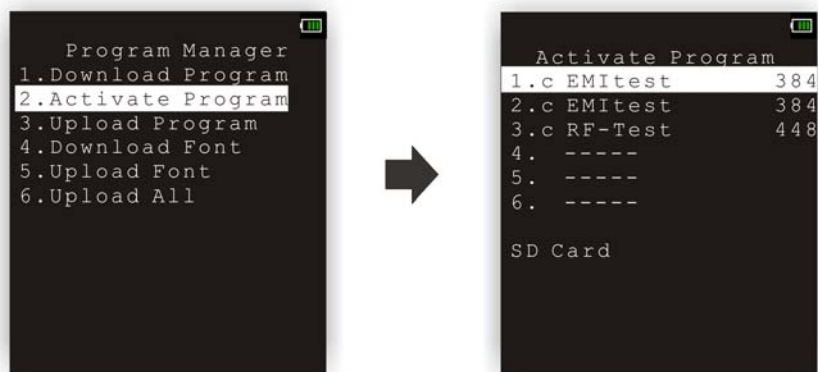 Program Manager
1.Download Program
2.Activate Program
3.Upload Program
4.Download Font
5.Upload Font
6.Upload All
Activate Program
1.c EMItest 384
2.c EMItest 384
3.c RF-Test 448
4. -----
5. -----
6. -----
SD Card